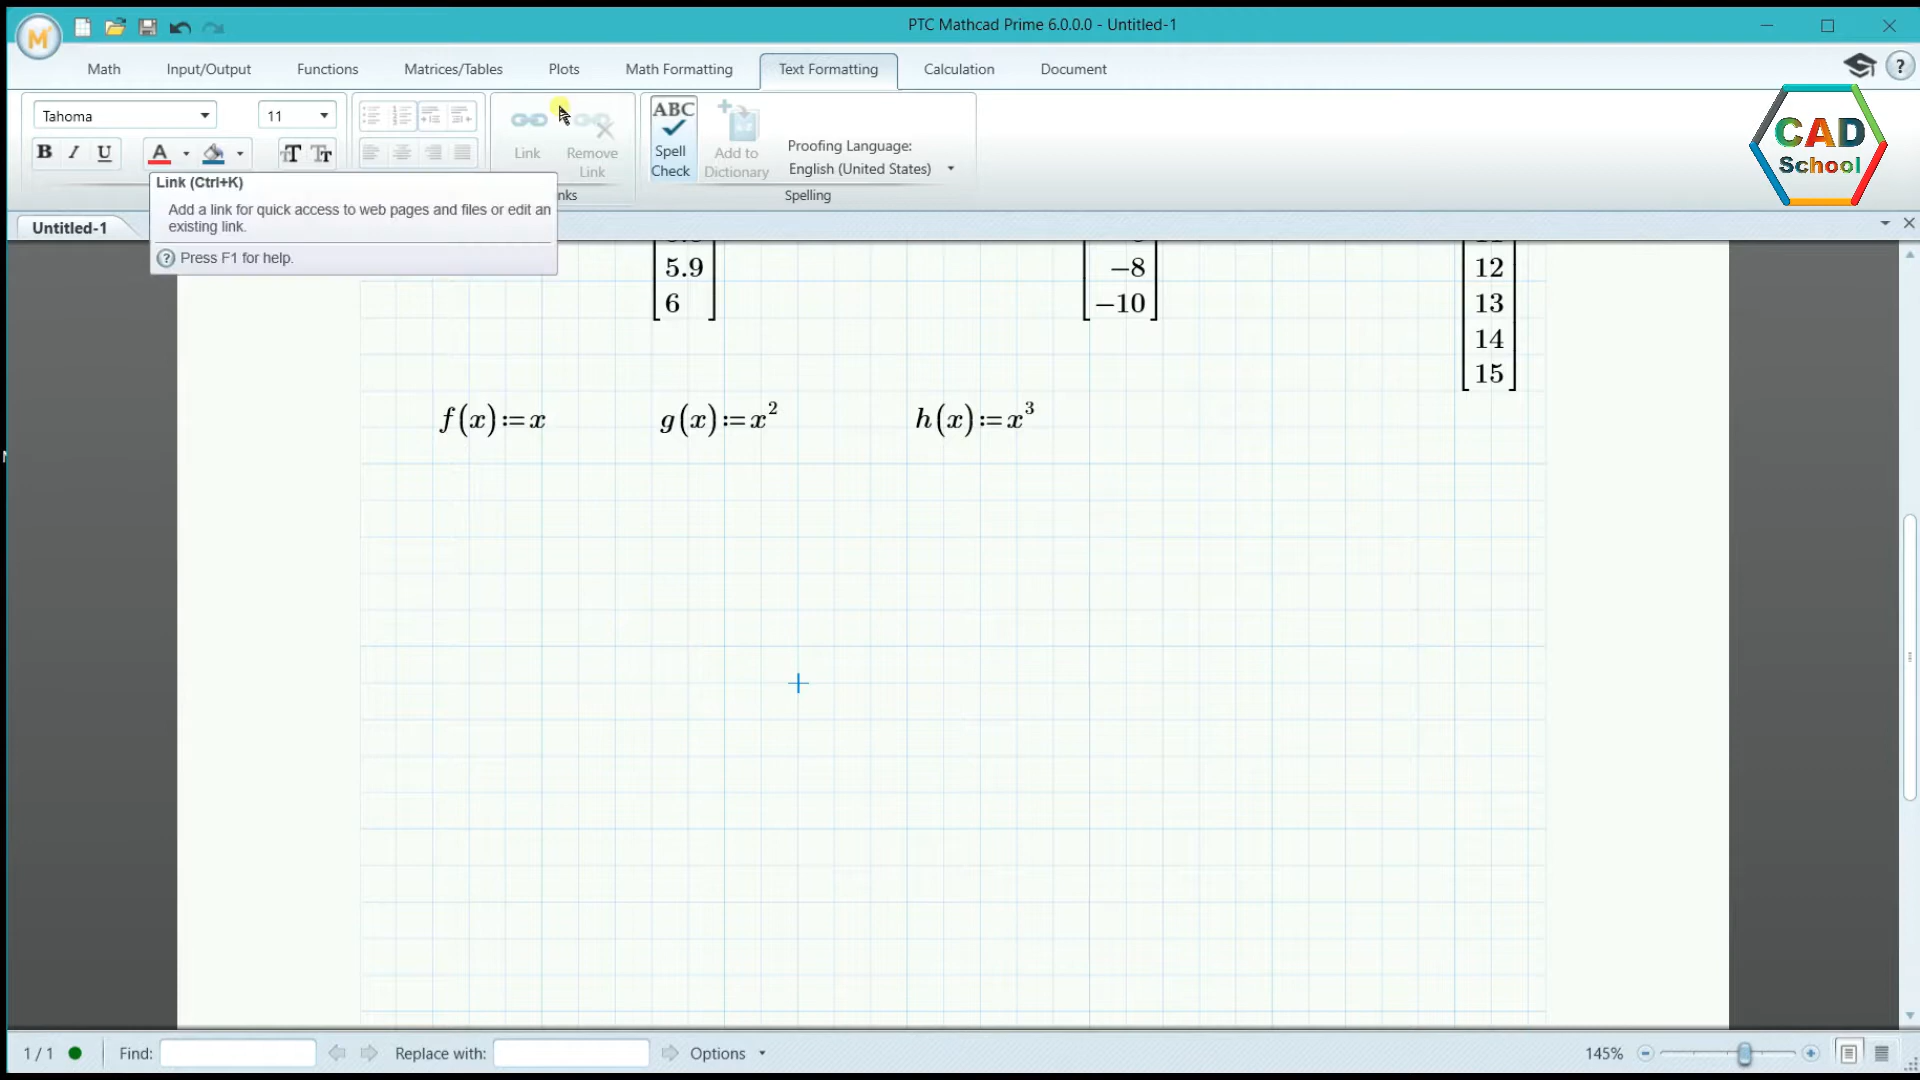 PTC Mathcad Prime 6.0.0.0 - Untitled-1
Math Input/Output Functions Matrices/Tables Plots Math Formatting Text Formatting Calculation Document
Tahoma 11
B I U A
Link
Remove Link
ABC
Spell Check
Add to Dictionary
Proofing Language:
English (United States)
Spelling
CAD
School
Link (Ctrl+K)
Add a link for quick access to web pages and files or edit an
existing link.
Press F1 for help.
Untitled-1
5.9 −8 12
6 −10 13
14
15
f(x):=x g(x):=x² h(x):=x³
1 / 1 Find: Replace with: Options 145%